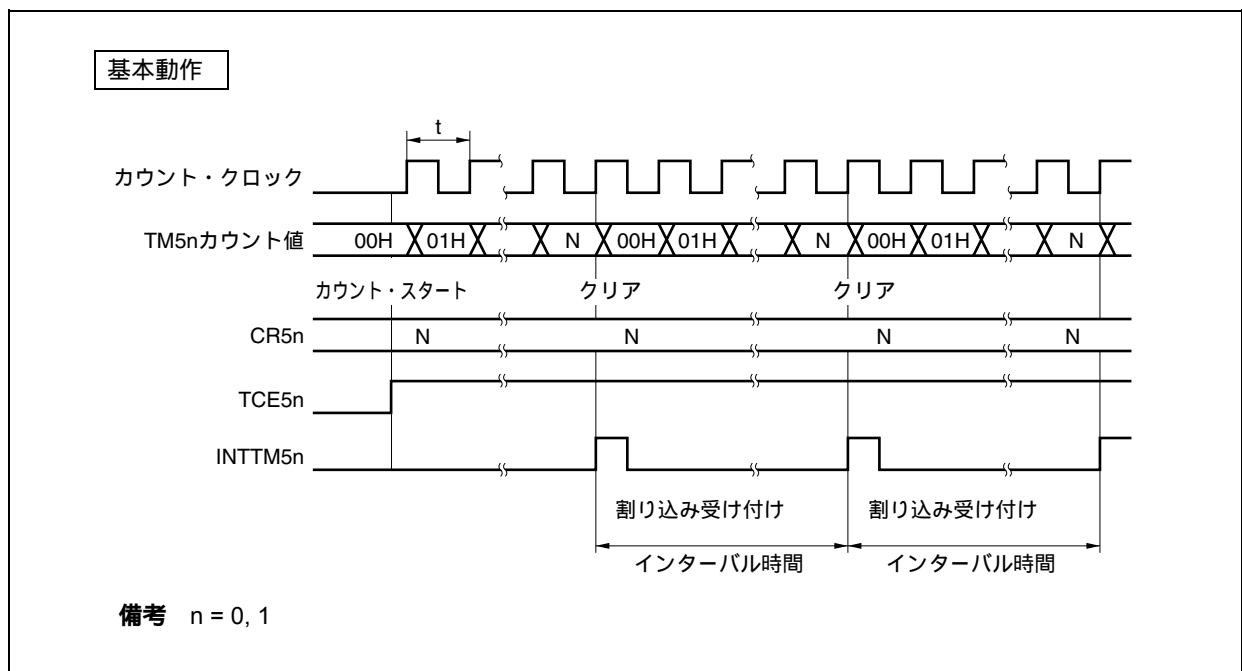 基本動作
t
カウント・クロック
TM5nカウント値 00H 01H N 00H 01H N 00H 01H N
カウント・スタート クリア クリア
CR5n N N N N
TCE5n
INTTM5n
割り込み受け付け 割り込み受け付け
インターバル時間 インターバル時間
備考 n = 0, 1